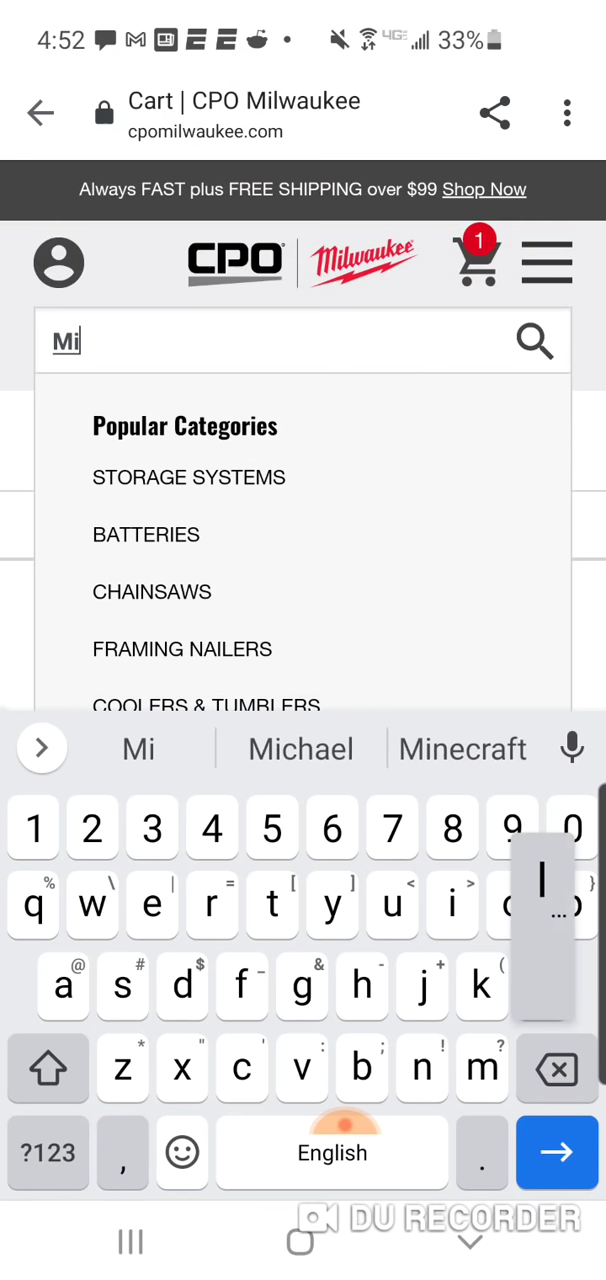 4:52 4GE 33%
Cart | CPO Milwaukee
cpomilwaukee.com
Always FAST plus FREE SHIPPING over $99 Shop Now
CPO Milwaukee 1
Mi
Popular Categories
STORAGE SYSTEMS
BATTERIES
CHAINSAWS
FRAMING NAILERS
COOLERS & TUMBLERS
Mi Michael Minecraft
1 2 3 4 5 6 7 8 9 0
% \ | = [ ] < > }
q w e r t y u i o p
l ...
@ # $ _ & - + (
a s d f g h j k
* " ' : ; ! ?
z x c v b n m
?123 , English .
DU RECORDER